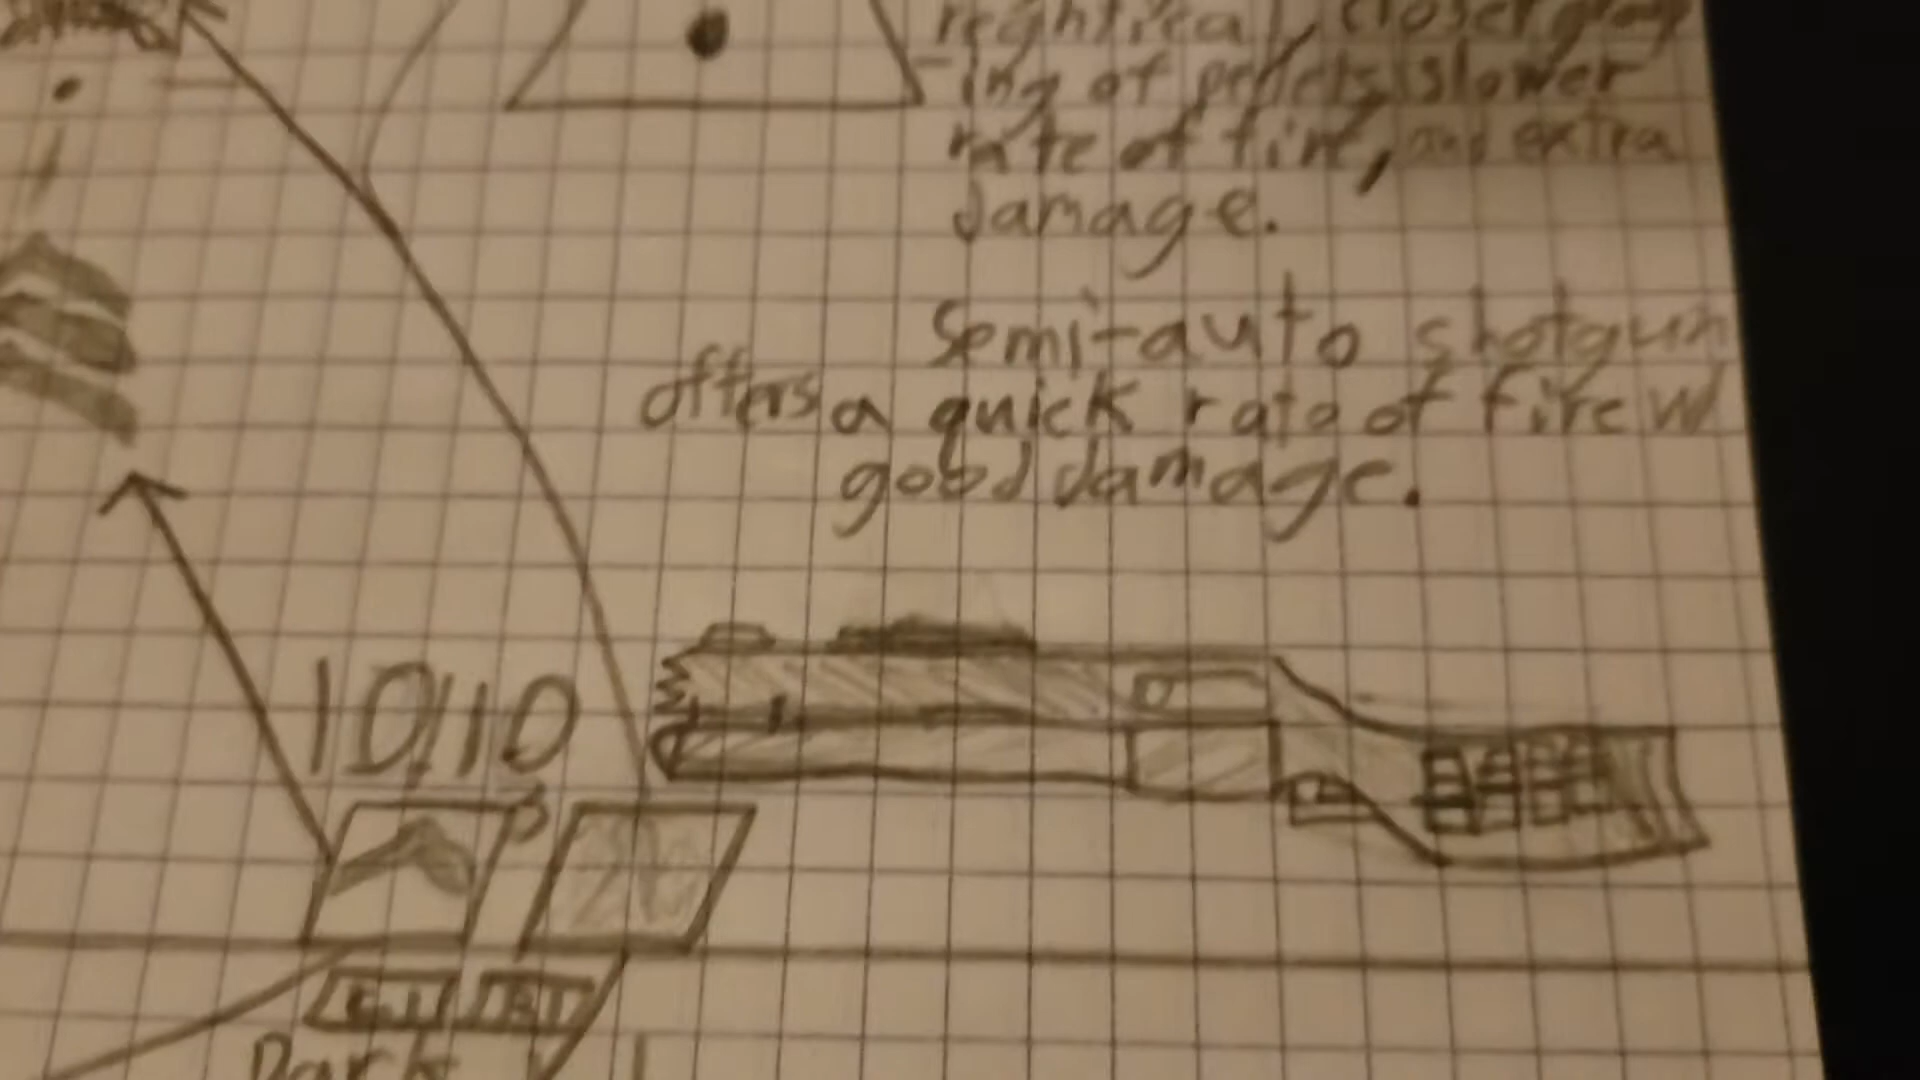 -ing of pellets, slower
rate of fire, and extra
damage.
Semi-auto shotgun
offers a quick rate of fire w/
good damage.
10/10
Dark